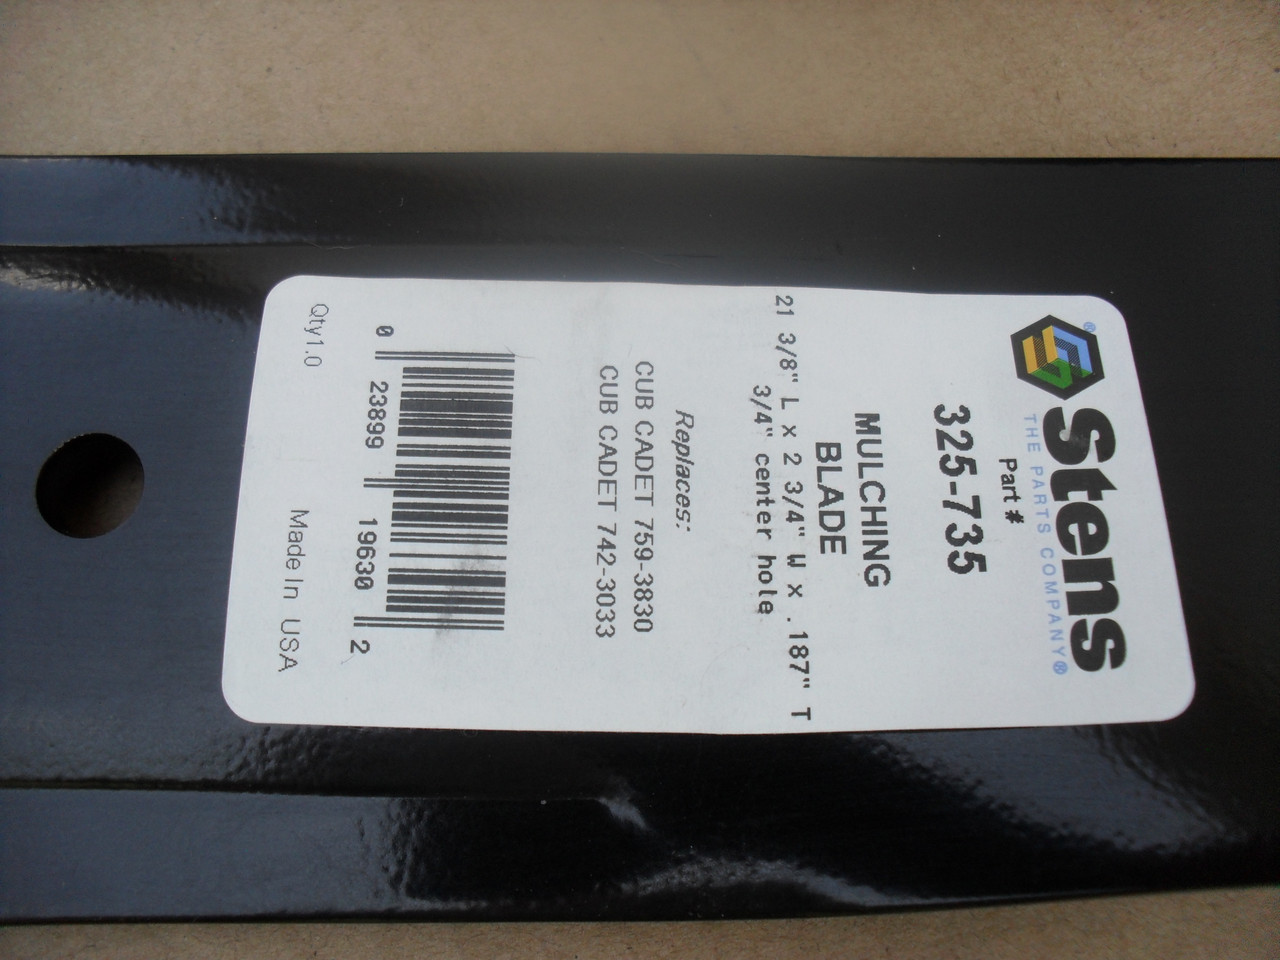 Stens®
THE PARTS COMPANY®
Part #
325-735
MULCHING
BLADE
21 3/8" L x 2 3/4" W x .187" T
3/4" center hole
Replaces:
CUB CADET 759-3830
CUB CADET 742-3033
0 23899 19630 2
Qty1.0 Made In USA